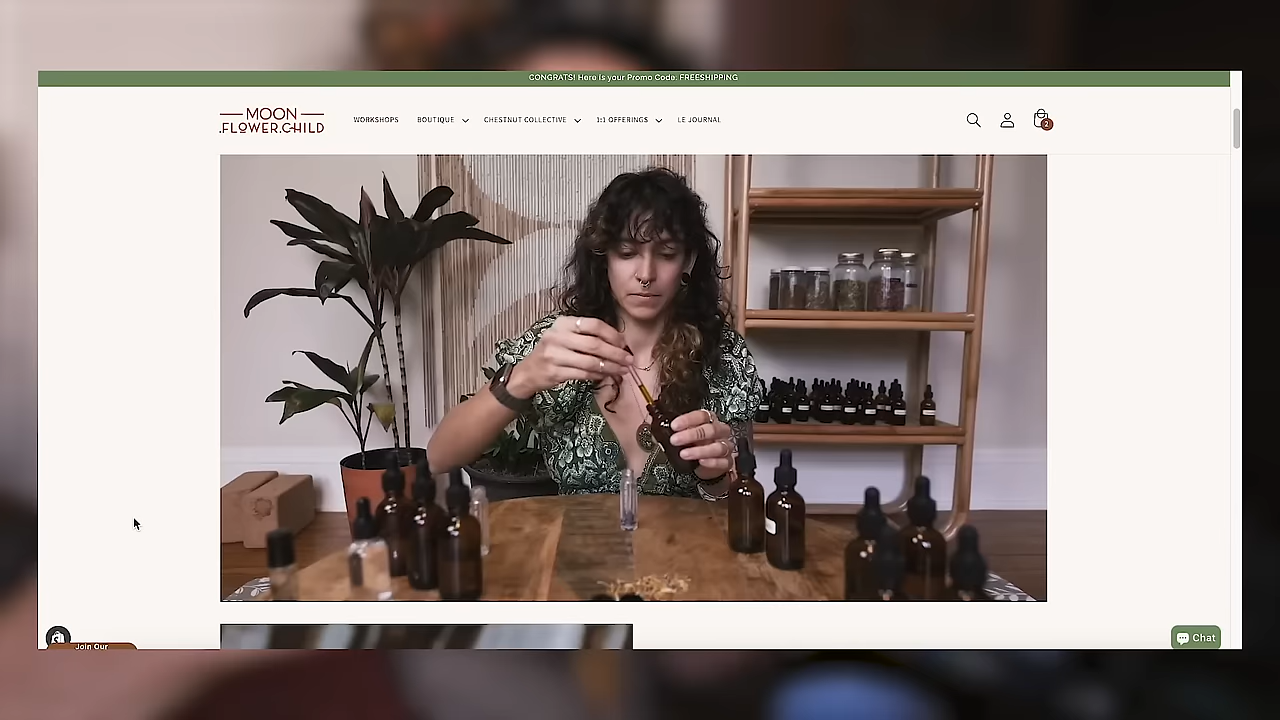 CONGRATS! Here is your Promo Code: FREESHIPPING
MOON
.FLOWER.CHILD
WORKSHOPS
BOUTIQUE
CHESTNUT COLLECTIVE
1:1 OFFERINGS
LE JOURNAL
2
Join Our
Chat